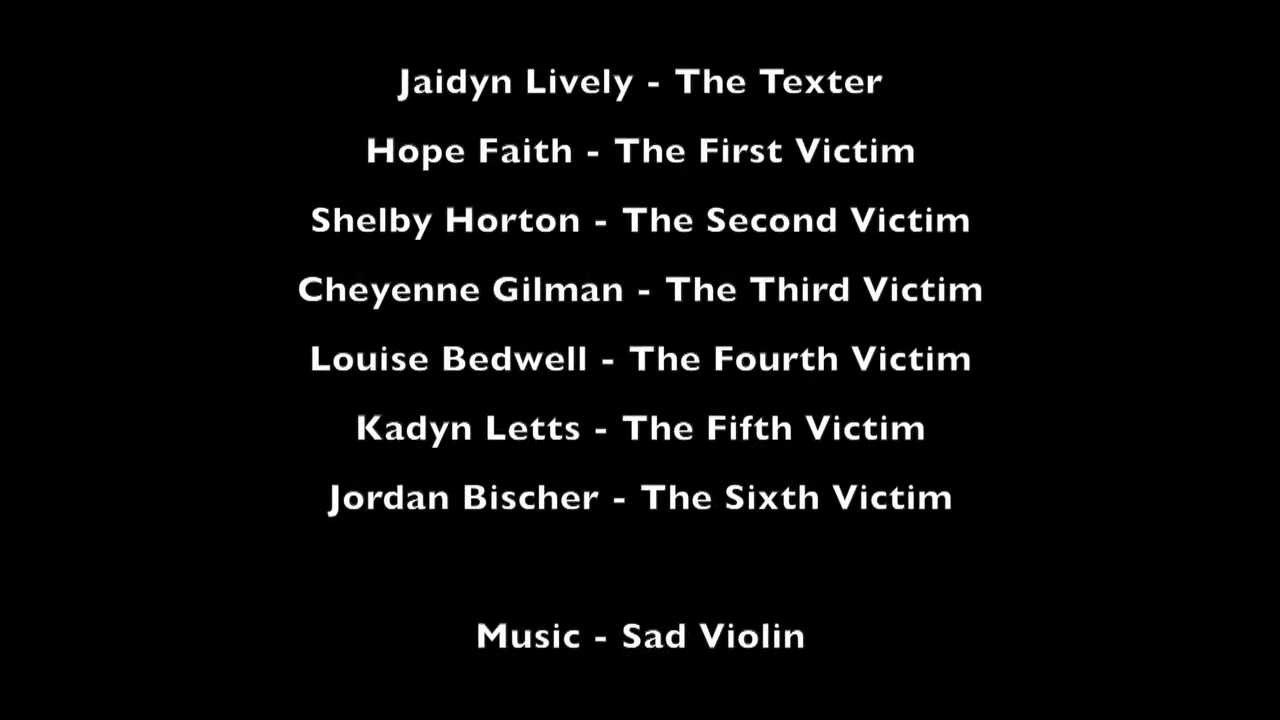 Jaidyn Lively - The Texter
Hope Faith - The First Victim
Shelby Horton - The Second Victim
Cheyenne Gilman - The Third Victim
Louise Bedwell - The Fourth Victim
Kadyn Letts - The Fifth Victim
Jordan Bischer - The Sixth Victim
Music - Sad Violin